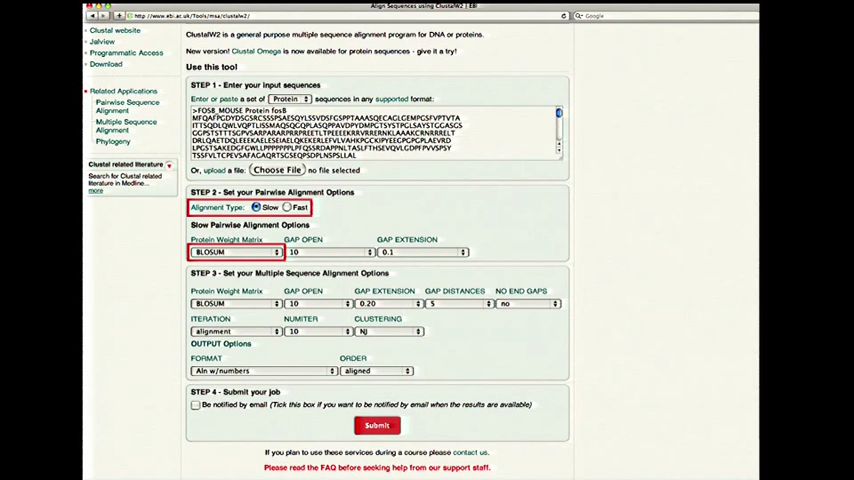 Align Sequences using ClustalW2 | EBI
http://www.ebi.ac.uk/Tools/msa/clustalw2/
Google
Clustal website
Jalview
Programmatic Access
Download
Related Applications
Pairwise Sequence
Alignment
Multiple Sequence
Alignment
Phylogeny
Clustal related literature
Search for Clustal related
literature in Medline...
more
ClustalW2 is a general purpose multiple sequence alignment program for DNA or proteins.
New version! Clustal Omega is now available for protein sequences - give it a try!
Use this tool
STEP 1 - Enter your input sequences
Enter or paste a set of Protein sequences in any supported format:
>FOSB_MOUSE Protein fosB
MFQAFPGDYDSGSRCSSSPSAESQYLSSVDSFGSPPTAAASQECAGLGEMPGSFVPTVTA
ITTSQDLQWLVQPTLISSMAQSQGQPLASQPPAVDPYDMPGTSYSTPGLSAYSTGGASGS
GGPSTSTTTSGPVSARPARARPRRPREETLTPEEEEKRRVRRERNKLAAAKCRNRRRELT
DRLQAETDQLEEEKAELESEIAELQKEKERLEFVLVAHKPGCKIPYEEGPGPGPLAEVRD
LPGSTSAKEDGFGWLLPPPPPPPLPFQSSRDAPPNLTASLFTHSEVQVLGDPFPVVSPSY
TSSFVLTCPEVSAFAGAQRTSGSEQPSDPLNSPSLLAL
Or, upload a file: Choose File no file selected
STEP 2 - Set your Pairwise Alignment Options
Alignment Type: Slow Fast
Slow Pairwise Alignment Options
Protein Weight Matrix GAP OPEN GAP EXTENSION
BLOSUM 10 0.1
STEP 3 - Set your Multiple Sequence Alignment Options
Protein Weight Matrix GAP OPEN GAP EXTENSION GAP DISTANCES NO END GAPS
BLOSUM 10 0.20 5 no
ITERATION NUMITER CLUSTERING
alignment 10 NJ
OUTPUT Options
FORMAT ORDER
Aln w/numbers aligned
STEP 4 - Submit your job
Be notified by email (Tick this box if you want to be notified by email when the results are available)
Submit
If you plan to use these services during a course please contact us.
Please read the FAQ before seeking help from our support staff.